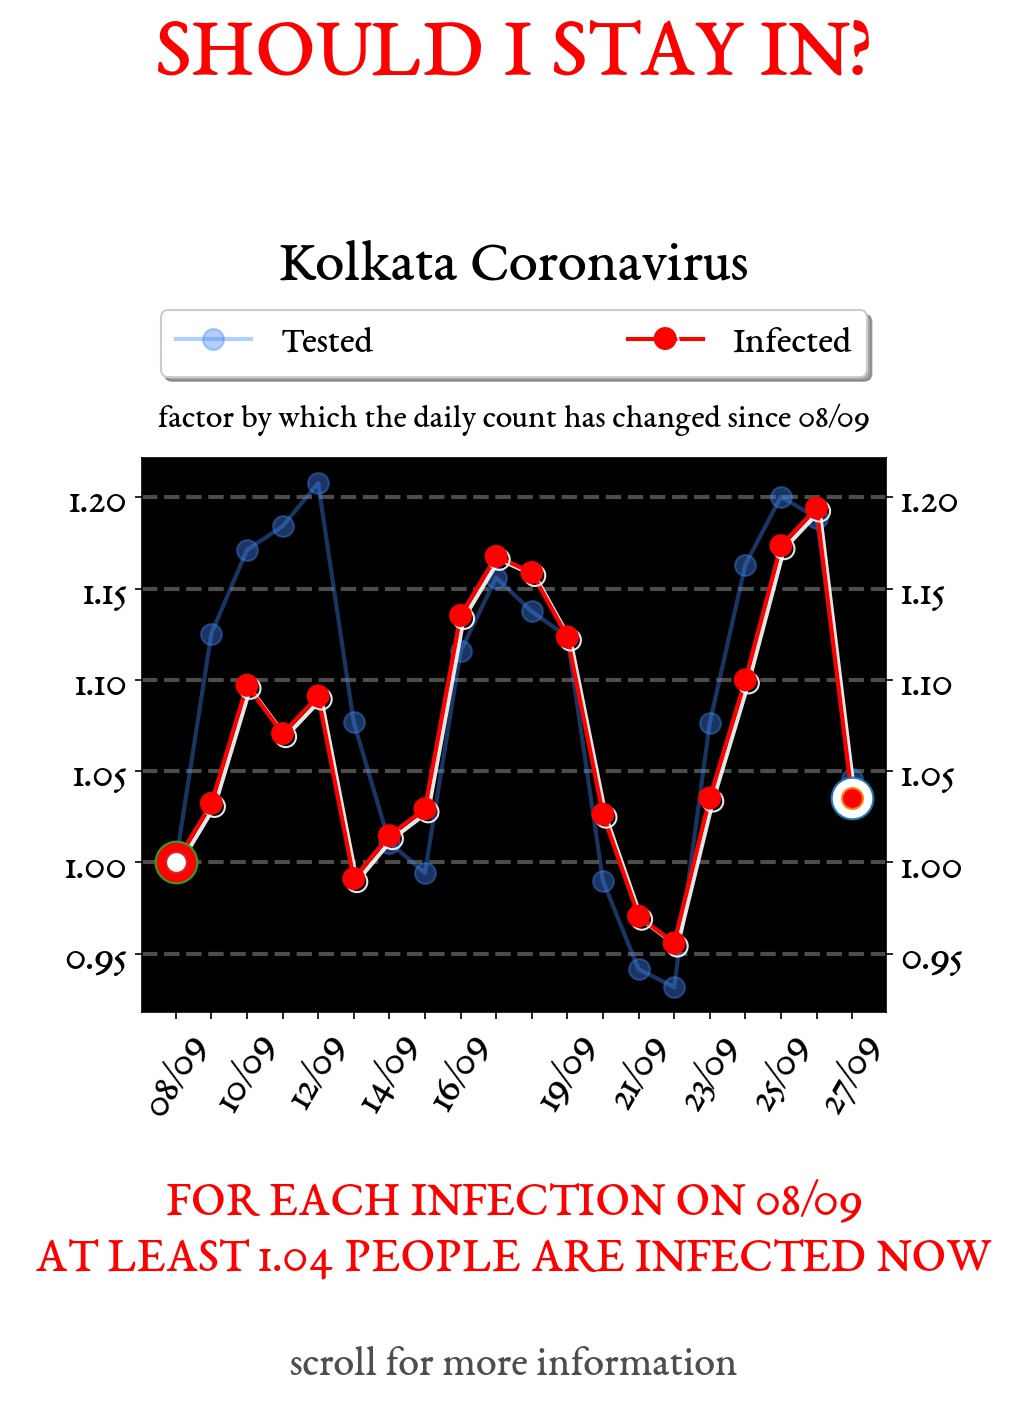 SHOULD I STAY IN?
Kolkata Coronavirus
Tested Infected
factor by which the daily count has changed since 08/09
1.20 1.20
1.15 1.15
1.10 1.10
1.05 1.05
1.00 1.00
0.95 0.95
08/09 10/09 12/09 14/09 16/09 19/09 21/09 23/09 25/09 27/09
FOR EACH INFECTION ON 08/09
AT LEAST 1.04 PEOPLE ARE INFECTED NOW
scroll for more information